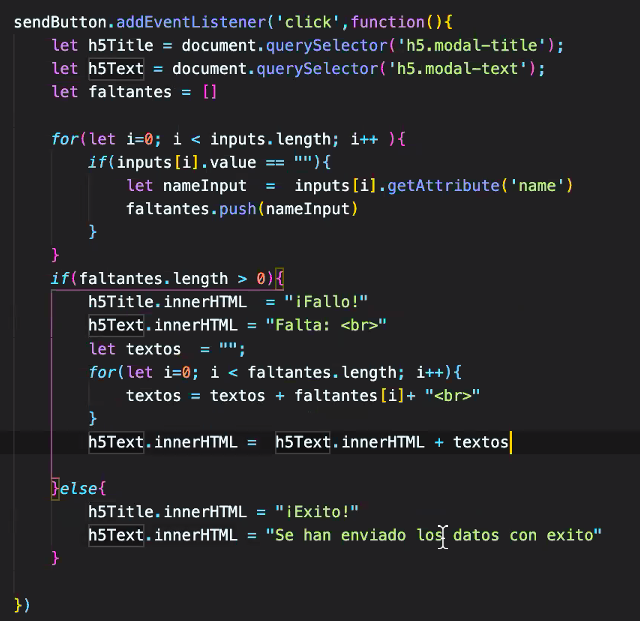 sendButton.addEventListener('click',function(){
let h5Title = document.querySelector('h5.modal-title');
let h5Text = document.querySelector('h5.modal-text');
let faltantes = []
for(let i=0; i < inputs.length; i++ ){
if(inputs[i].value == ""){
let nameInput  =  inputs[i].getAttribute('name')
faltantes.push(nameInput)
}
}
if(faltantes.length > 0){
h5Title.innerHTML  = "¡Fallo!"
h5Text.innerHTML = "Falta: <br>"
let textos  = "";
for(let i=0; i < faltantes.length; i++){
textos = textos + faltantes[i]+ "<br>"
}
h5Text.innerHTML =  h5Text.innerHTML + textos
}else{
h5Title.innerHTML = "¡Exito!"
h5Text.innerHTML = "Se han enviado los datos con exito"
}
})